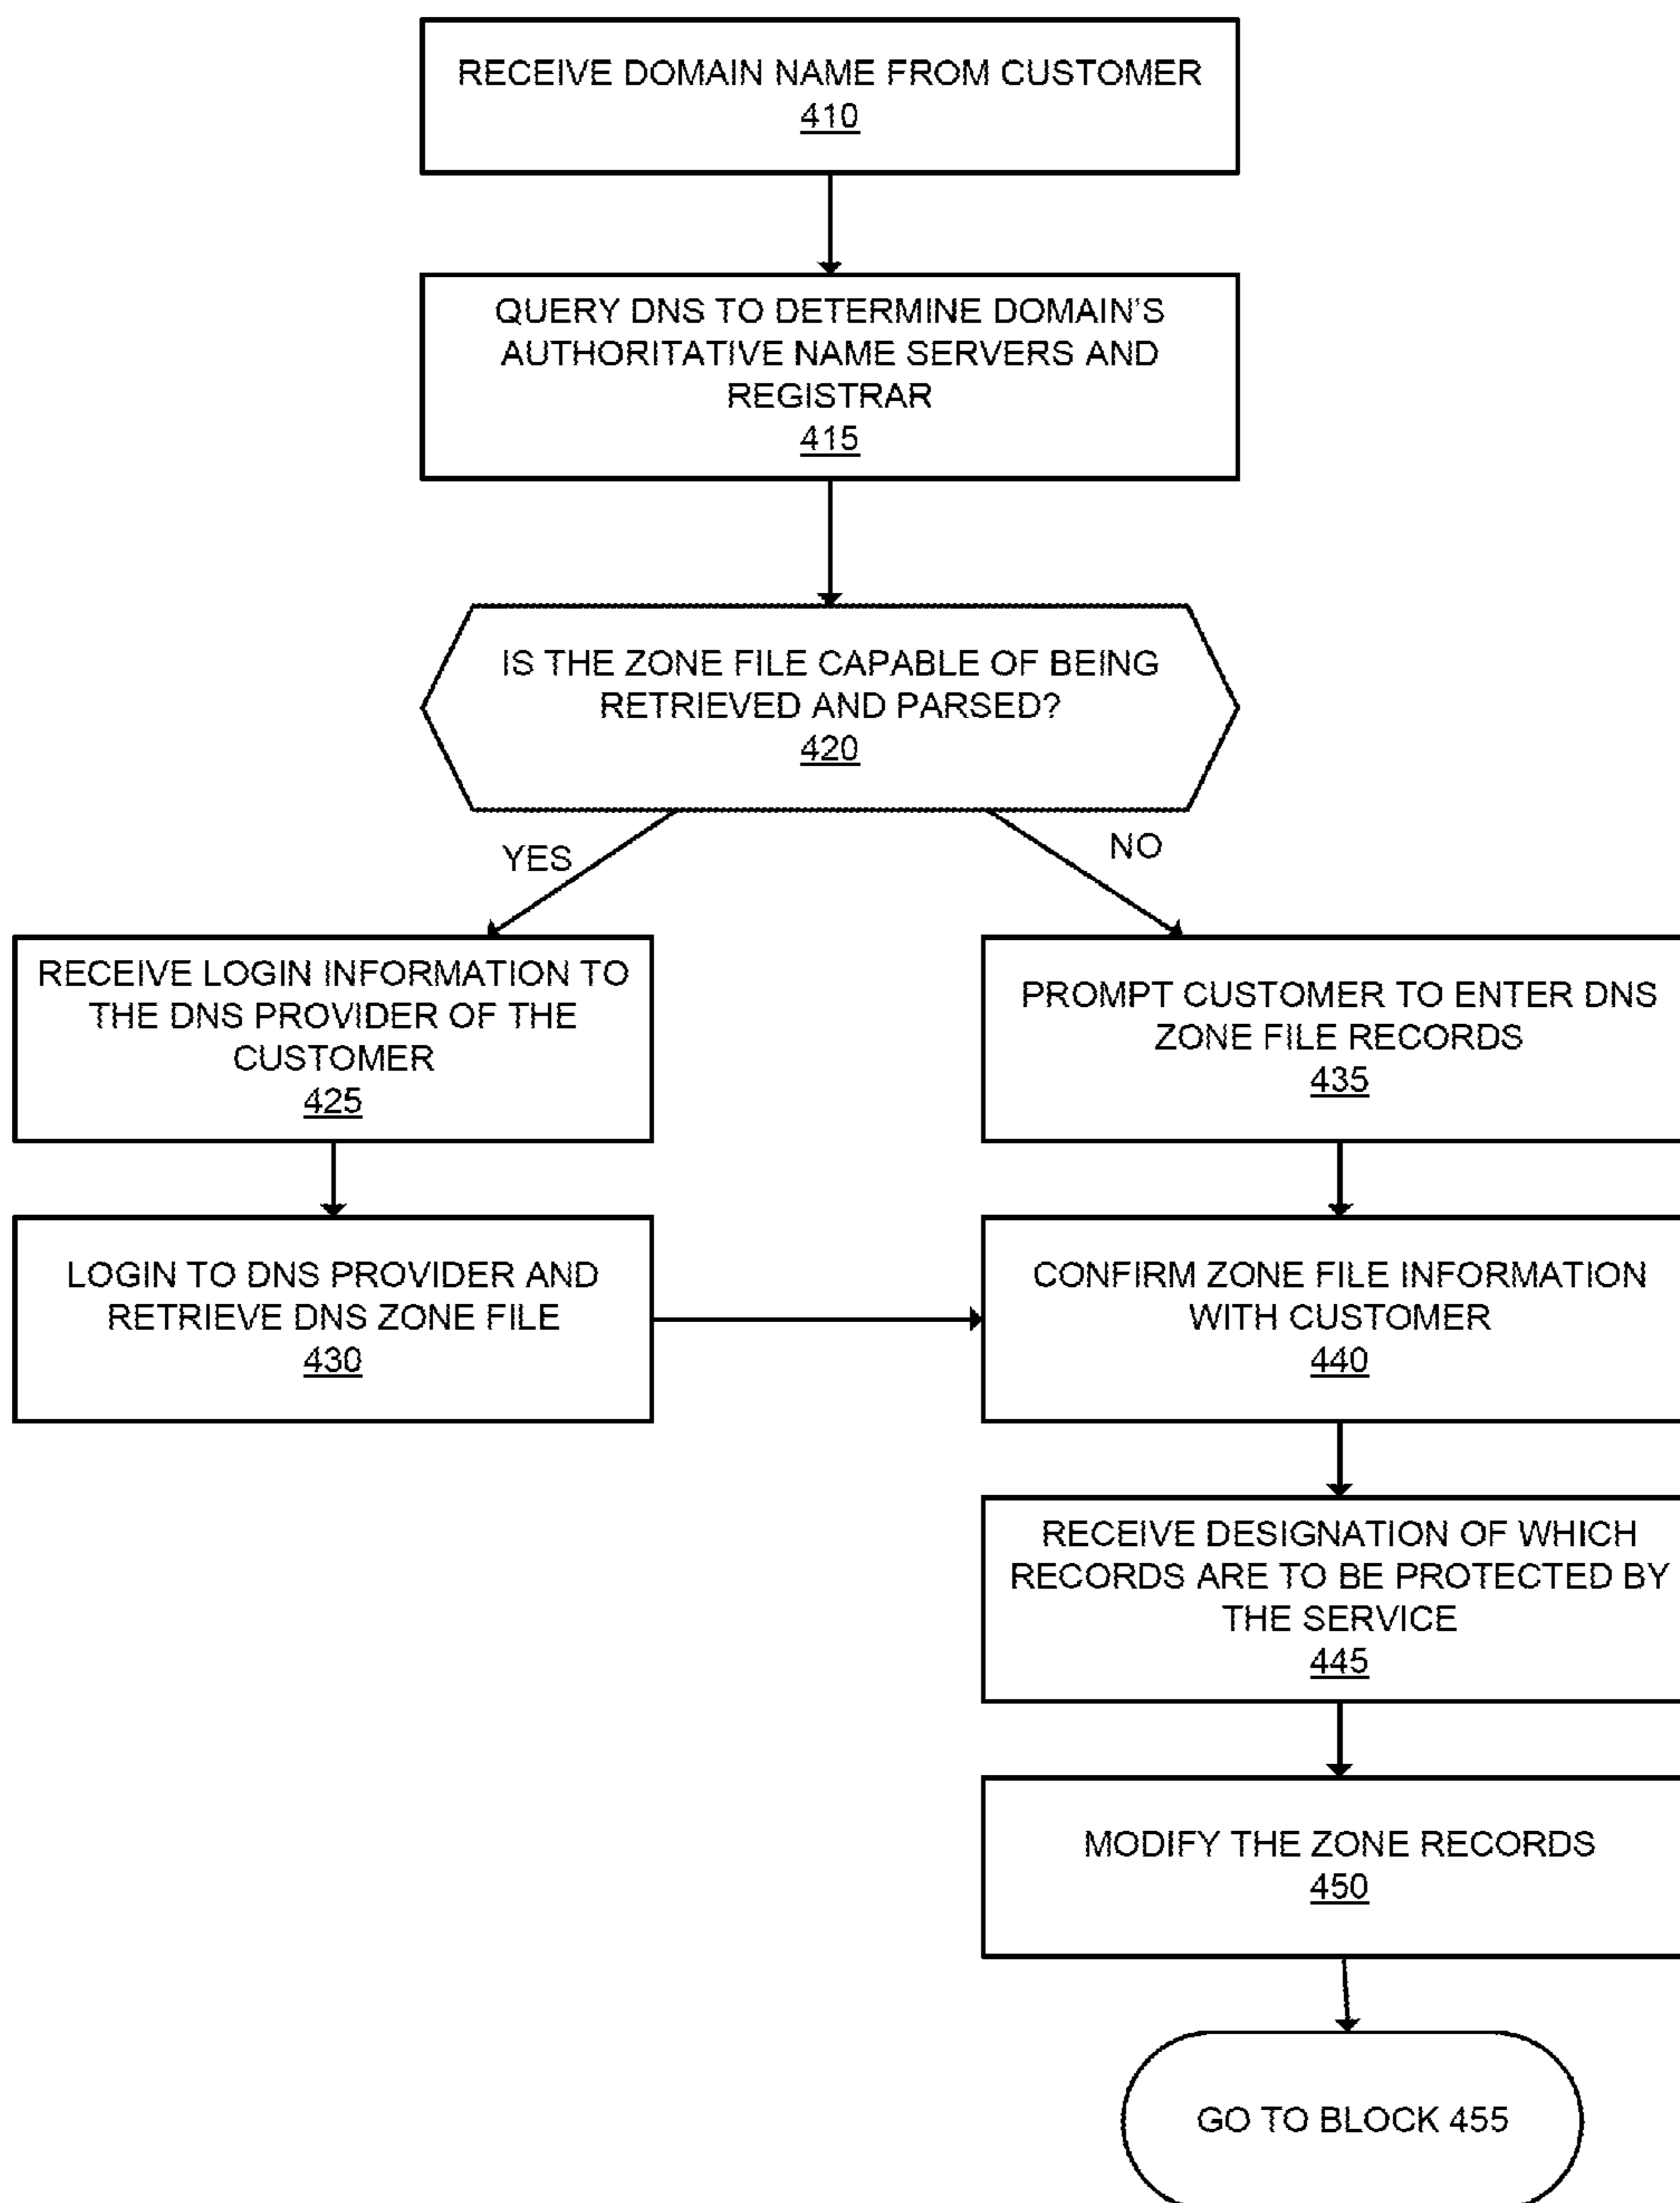 RECEIVE DOMAIN NAME FROM CUSTOMER
410
QUERY DNS TO DETERMINE DOMAIN'S
AUTHORITATIVE NAME SERVERS AND
REGISTRAR
415
IS THE ZONE FILE CAPABLE OF BEING
RETRIEVED AND PARSED?
420
YES
NO
RECEIVE LOGIN INFORMATION TO
THE DNS PROVIDER OF THE
CUSTOMER
425
PROMPT CUSTOMER TO ENTER DNS
ZONE FILE RECORDS
435
LOGIN TO DNS PROVIDER AND
RETRIEVE DNS ZONE FILE
430
CONFIRM ZONE FILE INFORMATION
WITH CUSTOMER
440
RECEIVE DESIGNATION OF WHICH
RECORDS ARE TO BE PROTECTED BY
THE SERVICE
445
MODIFY THE ZONE RECORDS
450
GO TO BLOCK 455